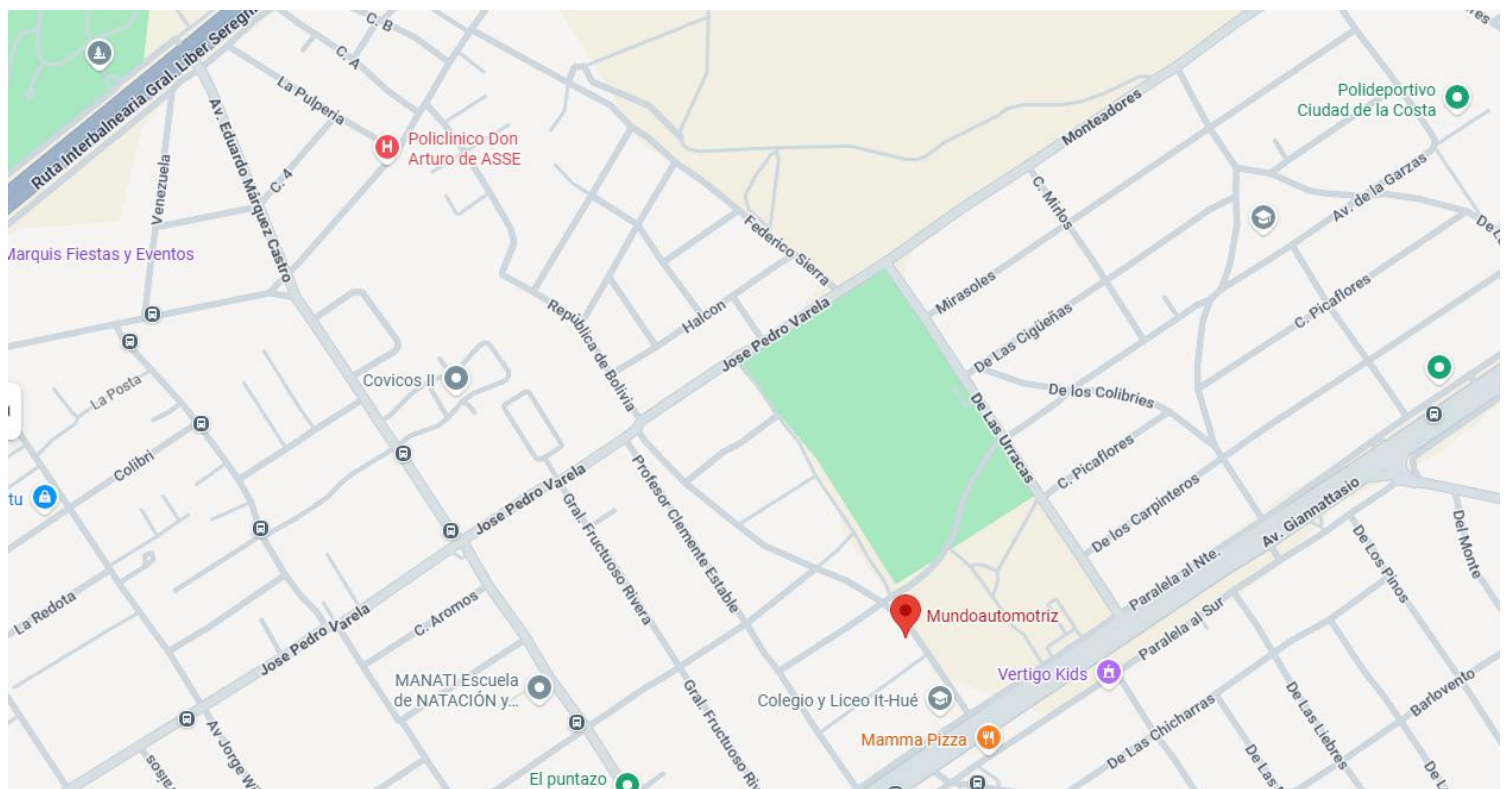 C. B
Ruta Interbalnearia Gral. Liber Seregni
C. A
La Pulperia
Policlinico Don
Arturo de ASSE
Av. Eduardo Márquez Castro
Venezuela
C. 4
Marquis Fiestas y Eventos
Monteadores
Polideportivo
Ciudad de la Costa
C. Mirlos
Av. de la Garzas
Federico Sierra
Mirasoles
Halcon
República de Bolivia
Jose Pedro Varela
De Las Cigüeñas
C. Picaflores
Covicos II
La Posta
De los Colibries
De Las Urracas
C. Picaflores
Colibri
Jose Pedro Varela
Profesor Clemente Estable
Gral. Fructuoso Rivera
De los Carpinteros
Av. Giannattasio
Del Monte
De Los Pinos
Paralela al Nte.
Paralela al Sur
La Redota
C. Aromos
Jose Pedro Varela
Mundoautomotriz
MANATI Escuela
de NATACIÓN y...
Vertigo Kids
Colegio y Liceo It-Hué
Gral. Fructuoso Riv
Mamma Pizza
De Las Chicharras
De Las Liebres
Barlovento
Av Jorge Wi
El puntazo